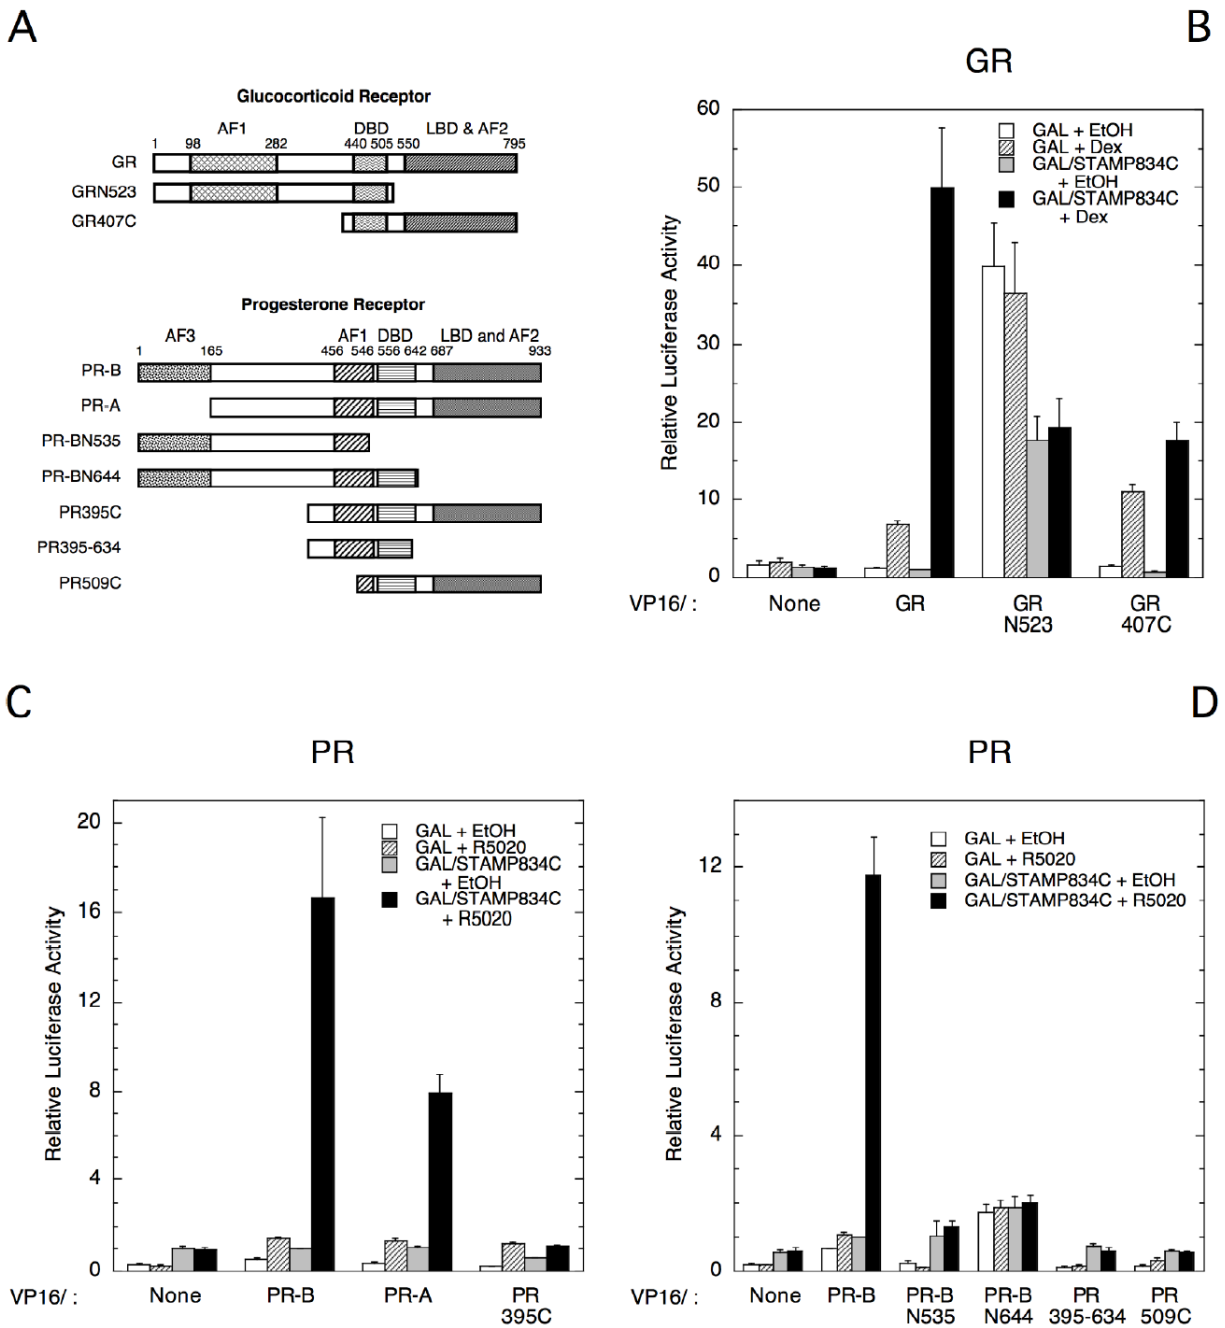 A
Glucocorticoid Receptor
AF1 DBD LBD & AF2
1 98 282 440 505 550 795
GR
GRN523
GR407C
Progesterone Receptor
AF3 AF1 DBD LBD and AF2
1 165 456 546 556 642 687 933
PR-B
PR-A
PR-BN535
PR-BN644
PR395C
PR395-634
PR509C
B
GR
Relative Luciferase Activity
60
50
40
30
20
10
0
GAL + EtOH
GAL + Dex
GAL/STAMP834C
+ EtOH
GAL/STAMP834C
+ Dex
VP16/ : None GR GR GR
N523 407C
C
PR
Relative Luciferase Activity
20
16
12
8
4
0
GAL + EtOH
GAL + R5020
GAL/STAMP834C
+ EtOH
GAL/STAMP834C
+ R5020
VP16/ : None PR-B PR-A PR
395C
D
PR
Relative Luciferase Activity
12
8
4
0
GAL + EtOH
GAL + R5020
GAL/STAMP834C + EtOH
GAL/STAMP834C + R5020
VP16/ : None PR-B PR-B PR-B PR PR
N535 N644 395-634 509C